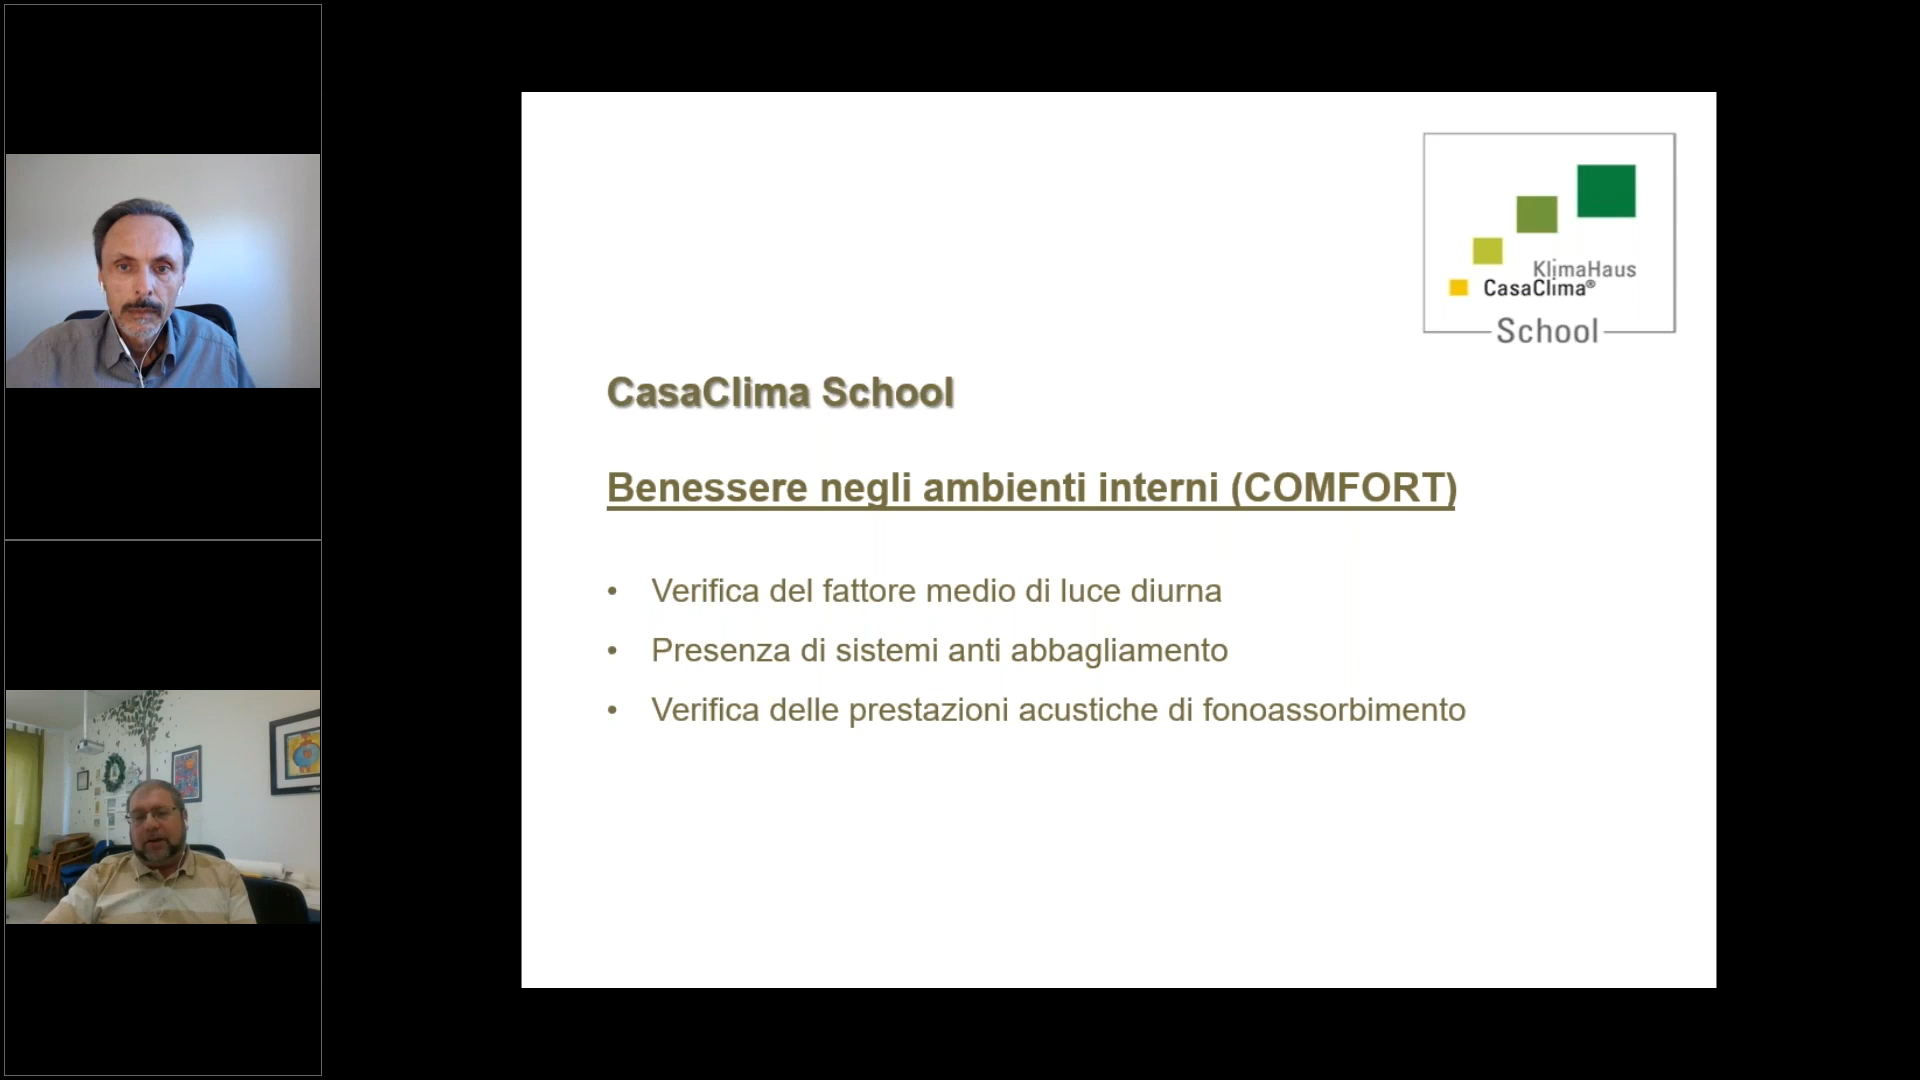 KlimaHaus
CasaClima®
School
CasaClima School
Benessere negli ambienti interni (COMFORT)
• Verifica del fattore medio di luce diurna
• Presenza di sistemi anti abbagliamento
• Verifica delle prestazioni acustiche di fonoassorbimento